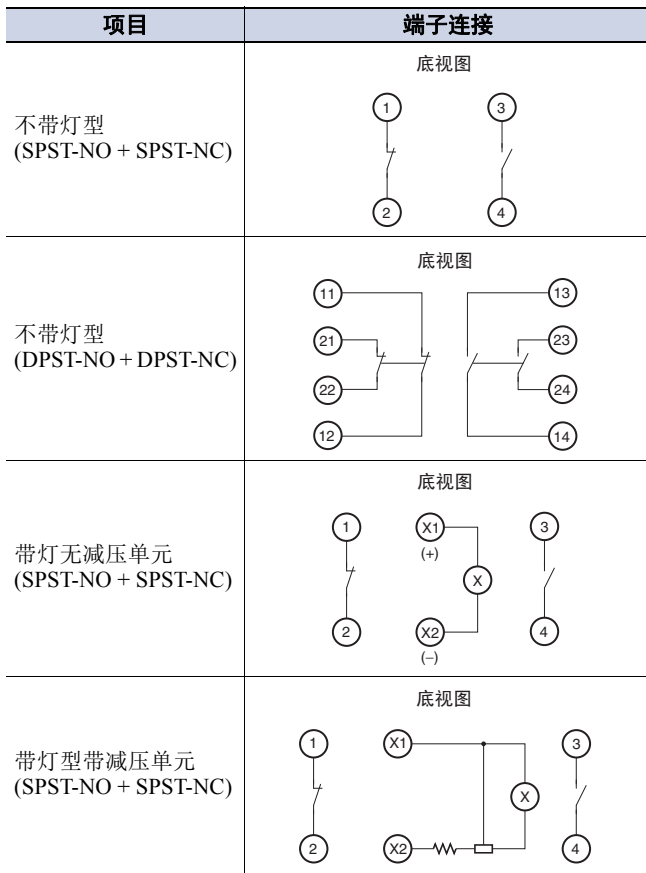 项目
端子连接
不带灯型
(SPST-NO + SPST-NC)
底视图
1
3
2
4
不带灯型
(DPST-NO + DPST-NC)
底视图
11
13
21
23
22
24
12
14
带灯无减压单元
(SPST-NO + SPST-NC)
底视图
1
X1
3
(+)
X
2
X2
4
(–)
带灯型带减压单元
(SPST-NO + SPST-NC)
底视图
1
X1
3
X
2
X2
4